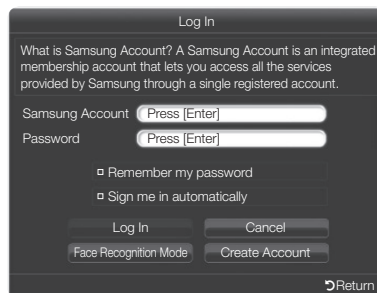 Log In
What is Samsung Account? A Samsung Account is an integrated
membership account that lets you access all the services
provided by Samsung through a single registered account.
Samsung Account Press [Enter]
Password Press [Enter]
Remember my password
Sign me in automatically
Log In Cancel
Face Recognition Mode Create Account
Return